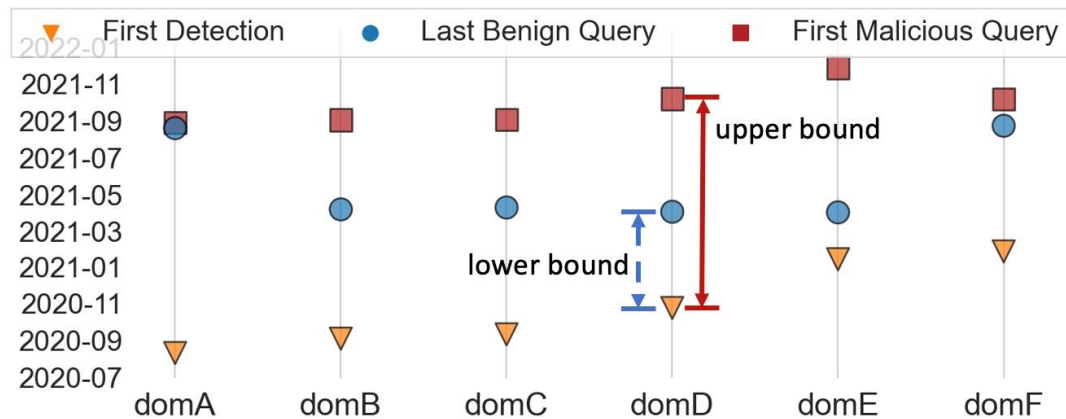 First Detection Last Benign Query First Malicious Query
2022-01
2021-11
2021-09
2021-07
2021-05
2021-03
2021-01
2020-11
2020-09
2020-07
upper bound
lower bound
domA domB domC domD domE domF